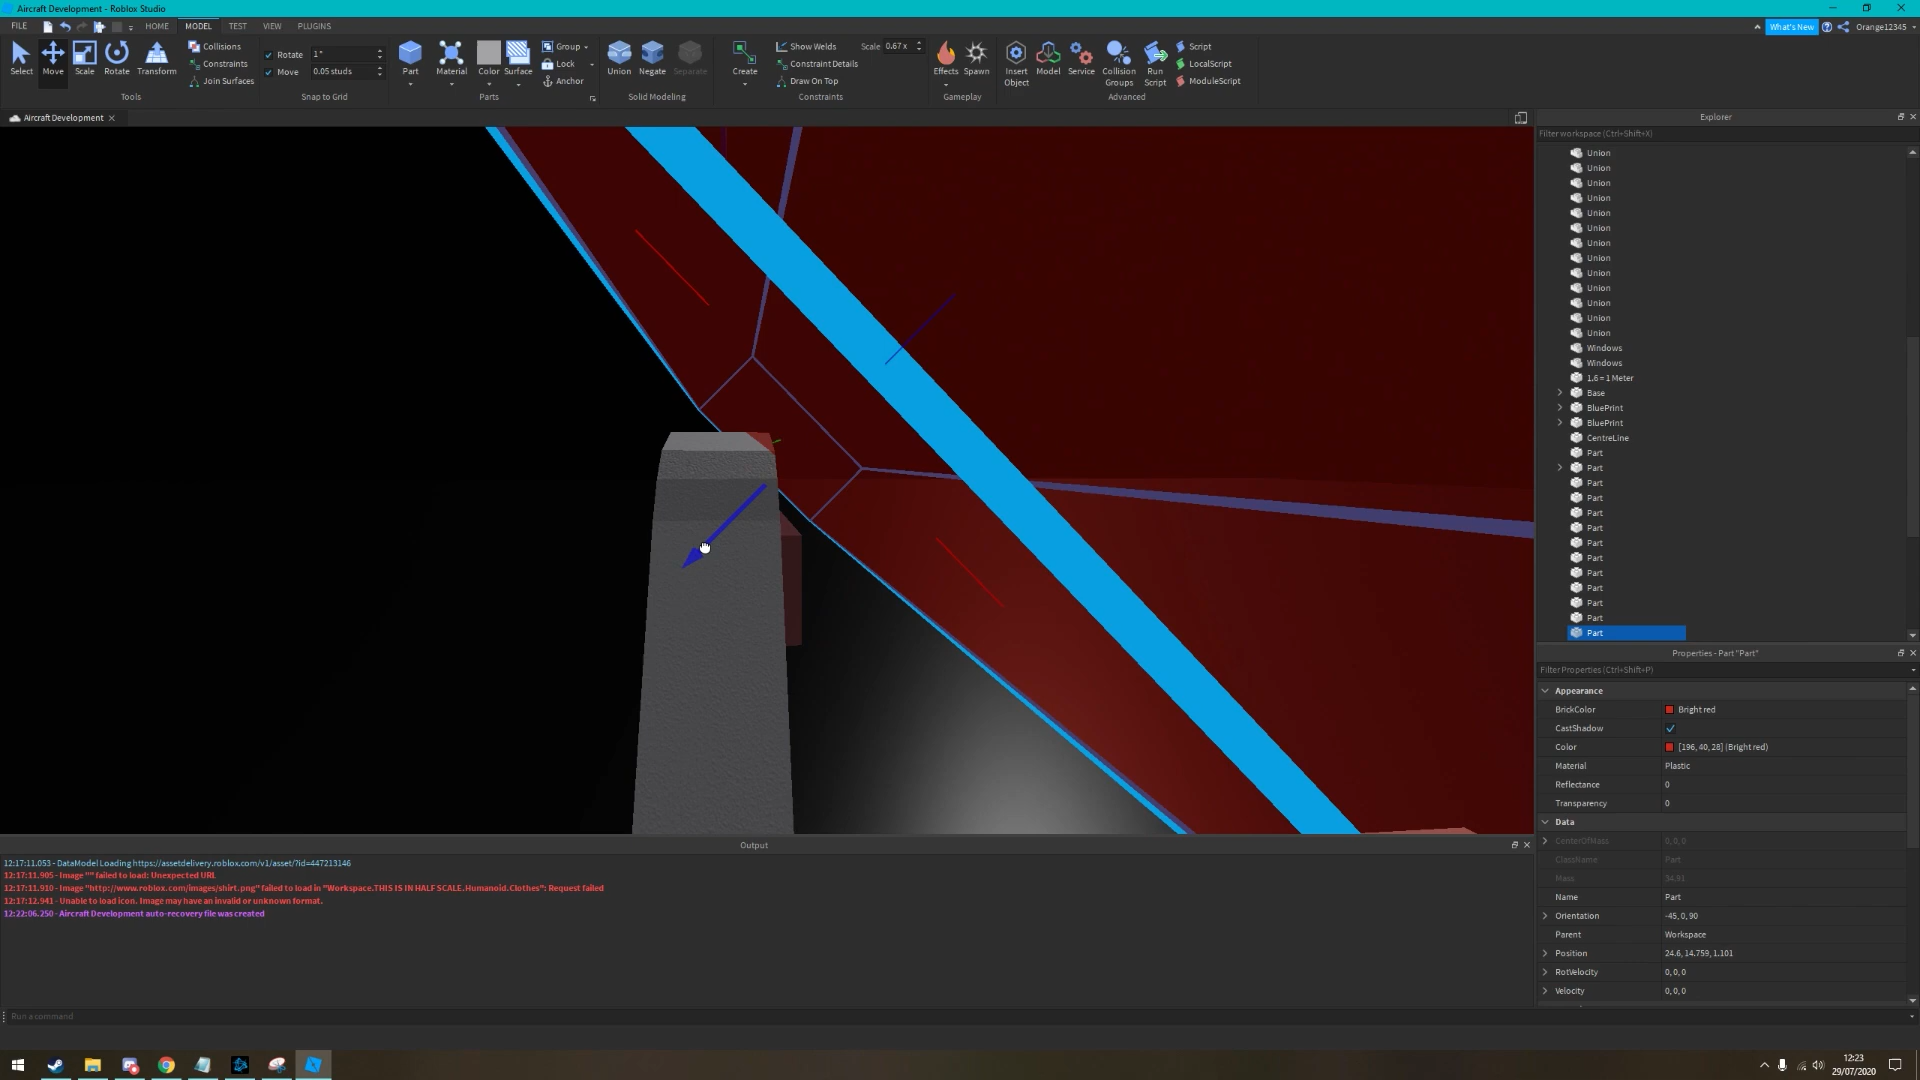 Aircraft Development - Roblox Studio
FILE HOME MODEL TEST VIEW PLUGINS What's New Orange12345
Select Move Scale Rotate Transform
Collisions
Constraints
Join Surfaces
Tools
Rotate 1°
Move 0.05 studs
Snap to Grid
Part Material Color Surface
Group
Lock
Anchor
Parts
Union Negate Separate
Solid Modeling
Create
Show Welds Scale 0.67 x
Constraint Details
Draw On Top
Constraints
Effects Spawn
Gameplay
Insert Object Model Service Collision Groups Run Script
Script
LocalScript
ModuleScript
Advanced
Aircraft Development
Explorer
Filter workspace (Ctrl+Shift+X)
Union
Union
Union
Union
Union
Union
Union
Union
Union
Union
Union
Union
Union
Windows
Windows
1.6 = 1 Meter
Base
BluePrint
BluePrint
CentreLine
Part
Part
Part
Part
Part
Part
Part
Part
Part
Part
Part
Part
Part
Properties - Part "Part"
Filter Properties (Ctrl+Shift+P)
Appearance
BrickColor Bright red
CastShadow
Color [196, 40, 28] (Bright red)
Material Plastic
Reflectance 0
Transparency 0
Data
CenterOfMass 0, 0, 0
ClassName Part
Mass 34.91
Name Part
Orientation -45, 0, 90
Parent Workspace
Position 24.6, 14.759, 1.101
RotVelocity 0, 0, 0
Velocity 0, 0, 0
Output
12:17:11.053 - DataModel Loading https://assetdelivery.roblox.com/v1/asset/?id=447213146
12:17:11.905 - Image "" failed to load: Unexpected URL
12:17:11.910 - Image "http://www.roblox.com/images/shirt.png" failed to load in "Workspace.THIS IS IN HALF SCALE.Humanoid.Clothes": Request failed
12:17:12.941 - Unable to load icon. Image may have an invalid or unknown format.
12:22:06.250 - Aircraft Development auto-recovery file was created
Run a command
12:23
29/07/2020